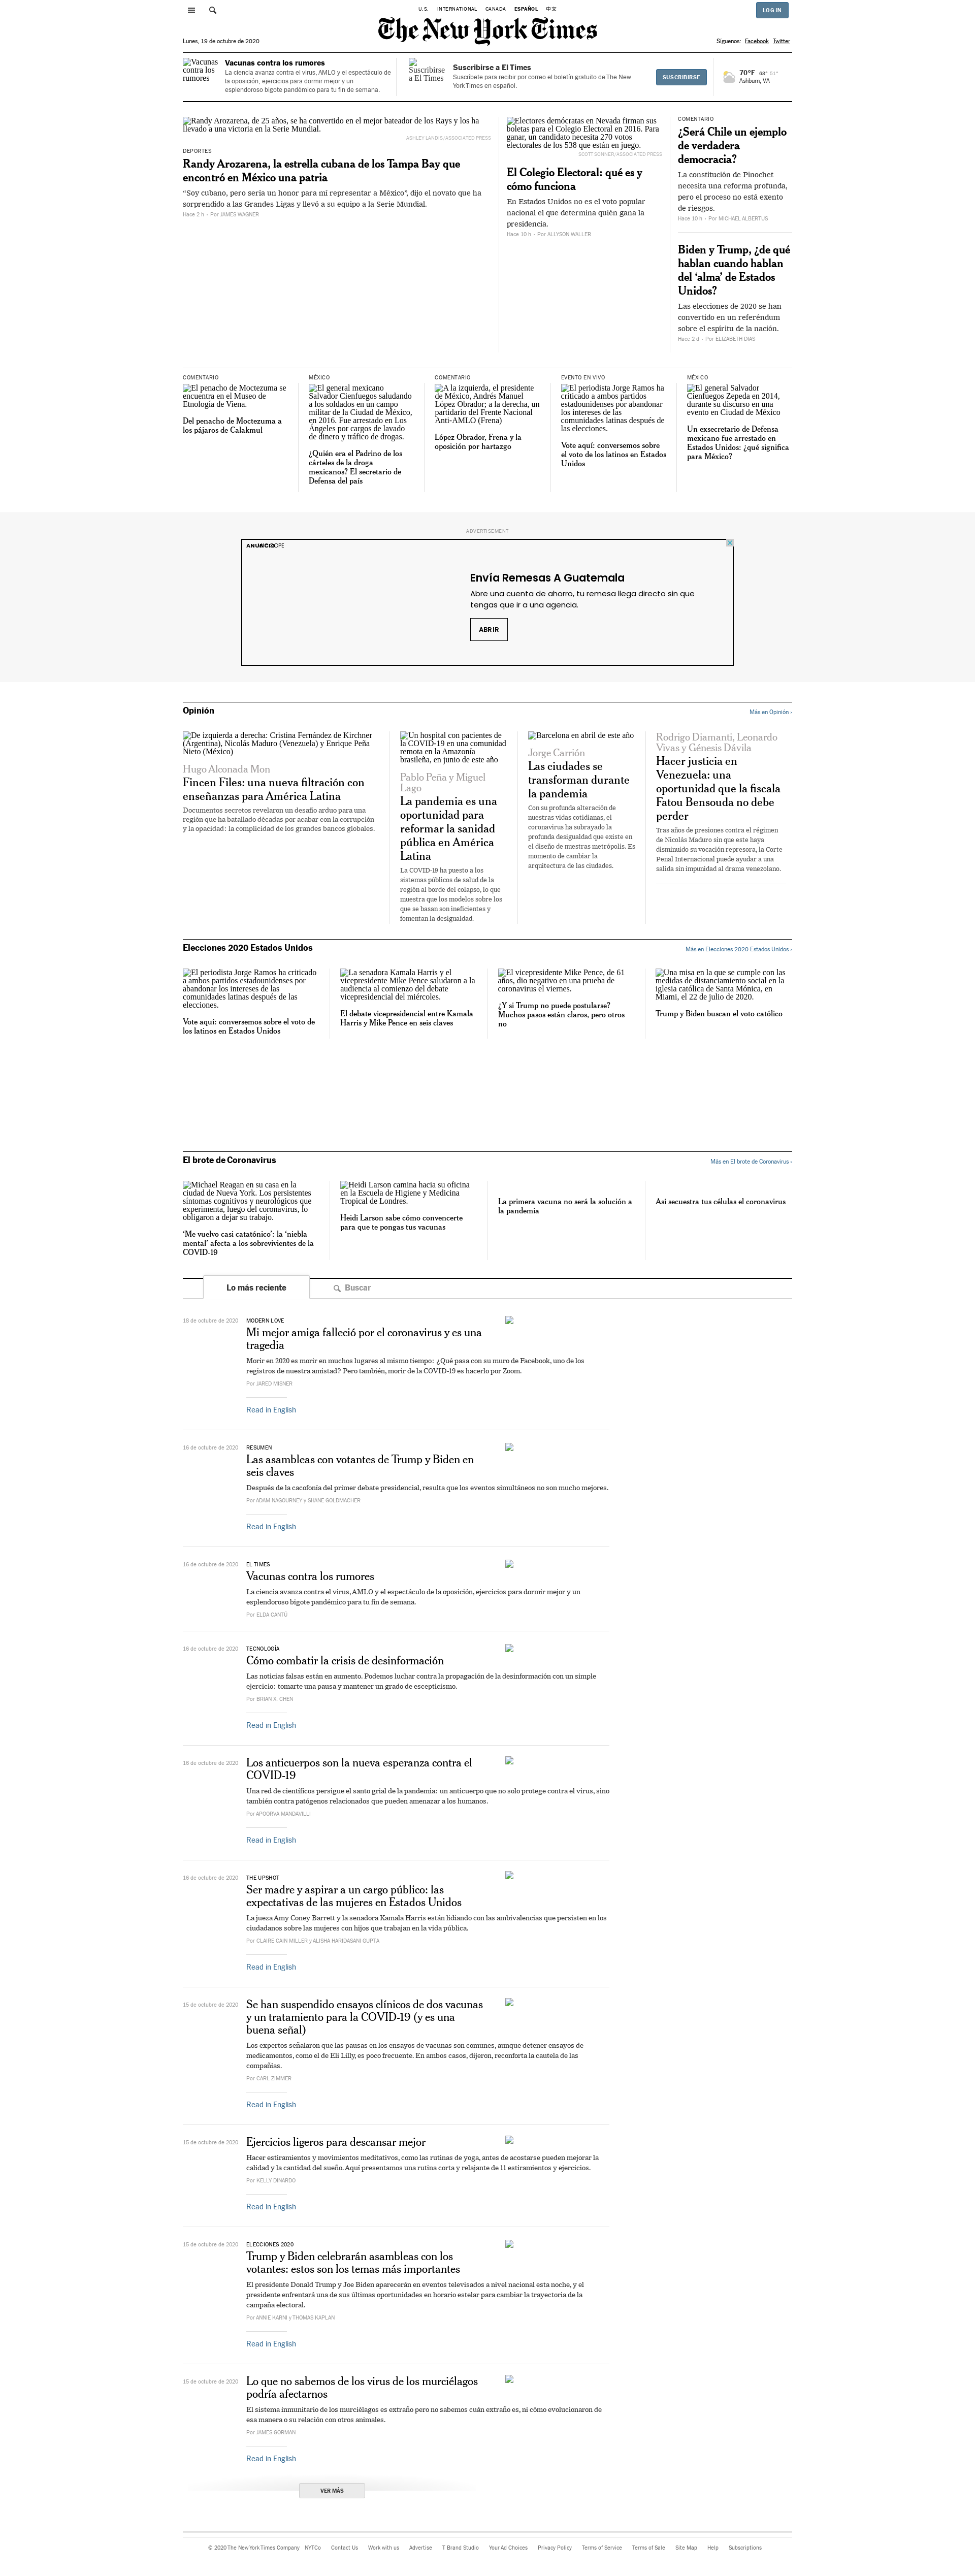 U.S. INTERNATIONAL CANADA ESPAÑOL 中文
LOG IN
The New York Times
Lunes, 19 de octubre de 2020
Síguenos: Facebook Twitter
Vacunas contra los rumores
Vacunas contra los rumores
La ciencia avanza contra el virus, AMLO y el espectáculo de
la oposición, ejercicios para dormir mejor y un
esplendoroso bigote pandémico para tu fin de semana.
Suscribirse a El Times
Suscribirse a El Times
Suscríbete para recibir por correo el boletín gratuito de The New
York Times en español.
SUSCRIBIRSE
70°F 68° 51°
Ashburn, VA
Randy Arozarena, de 25 años, se ha convertido en el mejor bateador de los Rays y los ha
llevado a una victoria en la Serie Mundial.
ASHLEY LANDIS/ASSOCIATED PRESS
DEPORTES
Randy Arozarena, la estrella cubana de los Tampa Bay que
encontró en México una patria
“Soy cubano, pero sería un honor para mí representar a México”, dijo el novato que ha
sorprendido a las Grandes Ligas y llevó a su equipo a la Serie Mundial.
Hace 2 h - Por JAMES WAGNER
Electores demócratas en Nevada firman sus
boletas para el Colegio Electoral en 2016. Para
ganar, un candidato necesita 270 votos
electorales de los 538 que están en juego.
SCOTT SONNER/ASSOCIATED PRESS
El Colegio Electoral: qué es y
cómo funciona
En Estados Unidos no es el voto popular
nacional el que determina quién gana la
presidencia.
Hace 10 h - Por ALLYSON WALLER
COMENTARIO
¿Será Chile un ejemplo
de verdadera
democracia?
La constitución de Pinochet
necesita una reforma profunda,
pero el proceso no está exento
de riesgos.
Hace 10 h - Por MICHAEL ALBERTUS
Biden y Trump, ¿de qué
hablan cuando hablan
del ‘alma’ de Estados
Unidos?
Las elecciones de 2020 se han
convertido en un referéndum
sobre el espíritu de la nación.
Hace 2 d - Por ELIZABETH DIAS
COMENTARIO
El penacho de Moctezuma se
encuentra en el Museo de
Etnología de Viena.
Del penacho de Moctezuma a
los pájaros de Calakmul
MÉXICO
El general mexicano
Salvador Cienfuegos saludando
a los soldados en un campo
militar de la Ciudad de México,
en 2016. Fue arrestado en Los
Ángeles por cargos de lavado
de dinero y tráfico de drogas.
¿Quién era el Padrino de los
cárteles de la droga
mexicanos? El secretario de
Defensa del país
COMENTARIO
A la izquierda, el presidente
de México, Andrés Manuel
López Obrador; a la derecha, un
partidario del Frente Nacional
Anti-AMLO (Frena)
López Obrador, Frena y la
oposición por hartazgo
EVENTO EN VIVO
El periodista Jorge Ramos ha
criticado a ambos partidos
estadounidenses por abandonar
los intereses de las
comunidades latinas después de
las elecciones.
Vote aquí: conversemos sobre
el voto de los latinos en Estados
Unidos
MÉXICO
El general Salvador
Cienfuegos Zepeda en 2014,
durante su discurso en una
evento en Ciudad de México
Un exsecretario de Defensa
mexicano fue arrestado en
Estados Unidos: ¿qué significa
para México?
ADVERTISEMENT
ANUNCIO
Envía Remesas A Guatemala
Abre una cuenta de ahorro, tu remesa llega directo sin que
tengas que ir a una agencia.
ABRIR
Opinión
Más en Opinión ›
De izquierda a derecha: Cristina Fernández de Kirchner
(Argentina), Nicolás Maduro (Venezuela) y Enrique Peña
Nieto (México)
Hugo Alconada Mon
Fincen Files: una nueva filtración con
enseñanzas para América Latina
Documentos secretos revelaron un desafío arduo para una
región que ha batallado décadas por acabar con la corrupción
y la opacidad: la complicidad de los grandes bancos globales.
Un hospital con pacientes de
la COVID-19 en una comunidad
remota en la Amazonía
brasileña, en junio de este año
Pablo Peña y Miguel
Lago
La pandemia es una
oportunidad para
reformar la sanidad
pública en América
Latina
La COVID-19 ha puesto a los
sistemas públicos de salud de la
región al borde del colapso, lo que
muestra que los modelos sobre los
que se basan son ineficientes y
fomentan la desigualdad.
Barcelona en abril de este año
Jorge Carrión
Las ciudades se
transforman durante
la pandemia
Con su profunda alteración de
nuestras vidas cotidianas, el
coronavirus ha subrayado la
profunda desigualdad que existe en
el diseño de nuestras metrópolis. Es
momento de cambiar la
arquitectura de las ciudades.
Rodrigo Diamanti, Leonardo
Vivas y Génesis Dávila
Hacer justicia en
Venezuela: una
oportunidad que la fiscala
Fatou Bensouda no debe
perder
Tras años de presiones contra el régimen
de Nicolás Maduro sin que este haya
disminuido su vocación represora, la Corte
Penal Internacional puede ayudar a una
salida sin impunidad al drama venezolano.
Elecciones 2020 Estados Unidos
Más en Elecciones 2020 Estados Unidos ›
El periodista Jorge Ramos ha criticado
a ambos partidos estadounidenses por
abandonar los intereses de las
comunidades latinas después de las
elecciones.
Vote aquí: conversemos sobre el voto de
los latinos en Estados Unidos
La senadora Kamala Harris y el
vicepresidente Mike Pence saludaron a la
audiencia al comienzo del debate
vicepresidencial del miércoles.
El debate vicepresidencial entre Kamala
Harris y Mike Pence en seis claves
El vicepresidente Mike Pence, de 61
años, dio negativo en una prueba de
coronavirus el viernes.
¿Y si Trump no puede postularse?
Muchos pasos están claros, pero otros
no
Una misa en la que se cumple con las
medidas de distanciamiento social en la
iglesia católica de Santa Mónica, en
Miami, el 22 de julio de 2020.
Trump y Biden buscan el voto católico
El brote de Coronavirus
Más en El brote de Coronavirus ›
Michael Reagan en su casa en la
ciudad de Nueva York. Los persistentes
síntomas cognitivos y neurológicos que
experimenta, luego del coronavirus, lo
obligaron a dejar su trabajo.
‘Me vuelvo casi catatónico’: la ‘niebla
mental’ afecta a los sobrevivientes de la
COVID-19
Heidi Larson camina hacia su oficina
en la Escuela de Higiene y Medicina
Tropical de Londres.
Heidi Larson sabe cómo convencerte
para que te pongas tus vacunas
La primera vacuna no será la solución a
la pandemia
Así secuestra tus células el coronavirus
Lo más reciente
Buscar
18 de octubre de 2020
MODERN LOVE
Mi mejor amiga falleció por el coronavirus y es una
tragedia
Morir en 2020 es morir en muchos lugares al mismo tiempo: ¿Qué pasa con su muro de Facebook, uno de los
registros de nuestra amistad? Pero también, morir de la COVID-19 es hacerlo por Zoom.
Por JARED MISNER
Read in English
16 de octubre de 2020
RESUMEN
Las asambleas con votantes de Trump y Biden en
seis claves
Después de la cacofonía del primer debate presidencial, resulta que los eventos simultáneos no son mucho mejores.
Por ADAM NAGOURNEY y SHANE GOLDMACHER
Read in English
16 de octubre de 2020
EL TIMES
Vacunas contra los rumores
La ciencia avanza contra el virus, AMLO y el espectáculo de la oposición, ejercicios para dormir mejor y un
esplendoroso bigote pandémico para tu fin de semana.
Por ELDA CANTÚ
16 de octubre de 2020
TECNOLOGÍA
Cómo combatir la crisis de desinformación
Las noticias falsas están en aumento. Podemos luchar contra la propagación de la desinformación con un simple
ejercicio: tomarte una pausa y mantener un grado de escepticismo.
Por BRIAN X. CHEN
Read in English
16 de octubre de 2020
Los anticuerpos son la nueva esperanza contra el
COVID-19
Una red de científicos persigue el santo grial de la pandemia: un anticuerpo que no solo protege contra el virus, sino
también contra patógenos relacionados que pueden amenazar a los humanos.
Por APOORVA MANDAVILLI
Read in English
16 de octubre de 2020
THE UPSHOT
Ser madre y aspirar a un cargo público: las
expectativas de las mujeres en Estados Unidos
La jueza Amy Coney Barrett y la senadora Kamala Harris están lidiando con las ambivalencias que persisten en los
ciudadanos sobre las mujeres con hijos que trabajan en la vida pública.
Por CLAIRE CAIN MILLER y ALISHA HARIDASANI GUPTA
Read in English
15 de octubre de 2020
Se han suspendido ensayos clínicos de dos vacunas
y un tratamiento para la COVID-19 (y es una
buena señal)
Los expertos señalaron que las pausas en los ensayos de vacunas son comunes, aunque detener ensayos de
medicamentos, como el de Eli Lilly, es poco frecuente. En ambos casos, dijeron, reconforta la cautela de las
compañías.
Por CARL ZIMMER
Read in English
15 de octubre de 2020
Ejercicios ligeros para descansar mejor
Hacer estiramientos y movimientos meditativos, como las rutinas de yoga, antes de acostarse pueden mejorar la
calidad y la cantidad del sueño. Aquí presentamos una rutina corta y relajante de 11 estiramientos y ejercicios.
Por KELLY DINARDO
Read in English
15 de octubre de 2020
ELECCIONES 2020
Trump y Biden celebrarán asambleas con los
votantes: estos son los temas más importantes
El presidente Donald Trump y Joe Biden aparecerán en eventos televisados a nivel nacional esta noche, y el
presidente enfrentará una de sus últimas oportunidades en horario estelar para cambiar la trayectoria de la
campaña electoral.
Por ANNIE KARNI y THOMAS KAPLAN
Read in English
15 de octubre de 2020
Lo que no sabemos de los virus de los murciélagos
podría afectarnos
El sistema inmunitario de los murciélagos es extraño pero no sabemos cuán extraño es, ni cómo evolucionaron de
esa manera o su relación con otros animales.
Por JAMES GORMAN
Read in English
VER MÁS
© 2020 The New York Times Company NYTCo Contact Us Work with us Advertise T Brand Studio Your Ad Choices Privacy Policy Terms of Service Terms of Sale Site Map Help Subscriptions